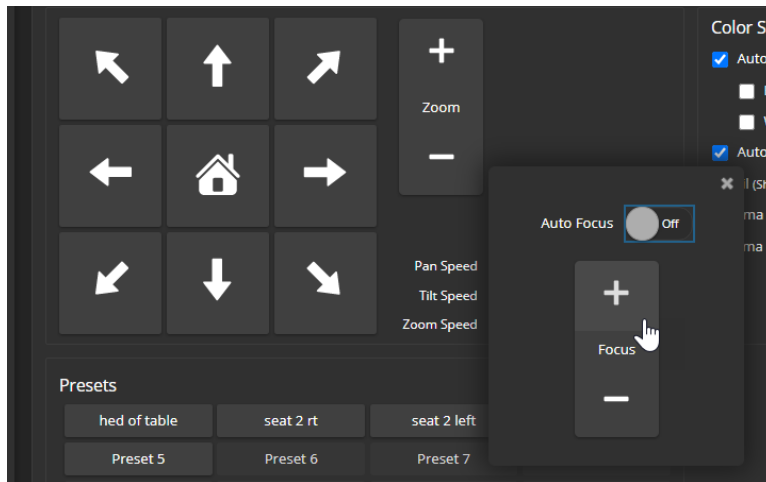 Zoom
Pan Speed
Tilt Speed
Zoom Speed
Color S
Auto
Auto
Auto Focus Off
Focus
Presets
hed of table seat 2 rt seat 2 left
Preset 5 Preset 6 Preset 7